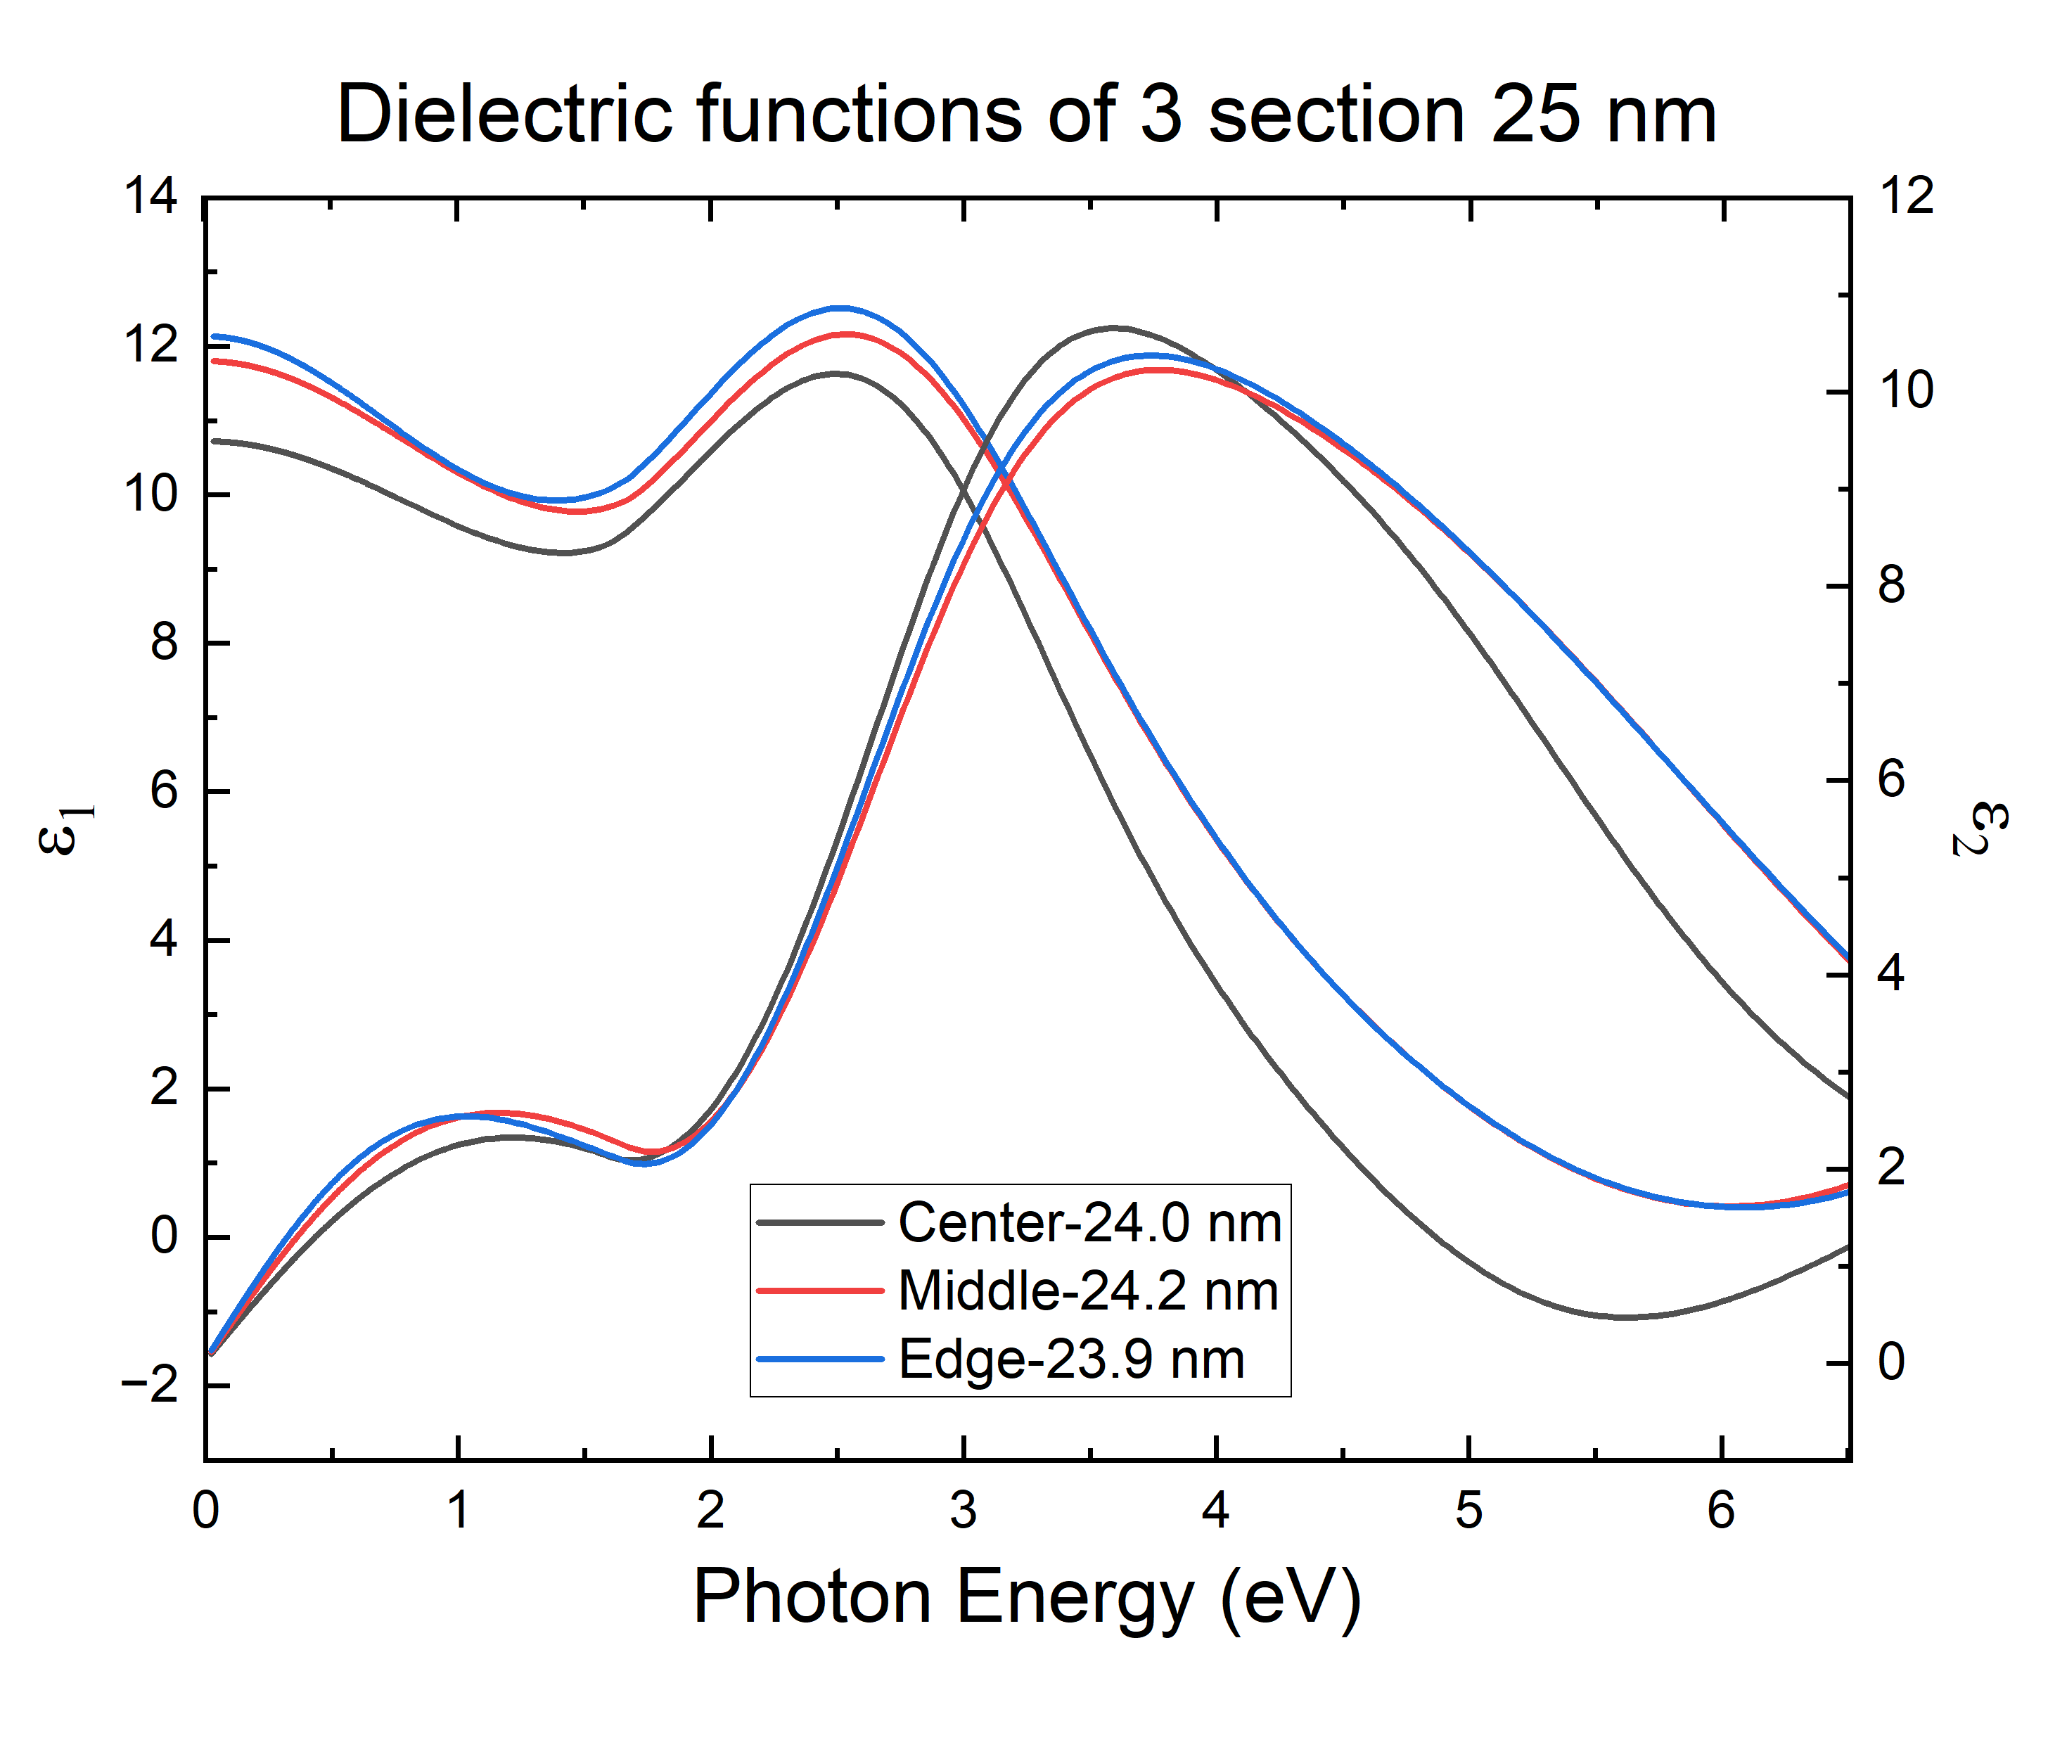 Dielectric functions of 3 section 25 nm
14
12
10
8
6
4
2
0
−2
ε1
12
10
8
6
4
2
0
ε2
Center-24.0 nm
Middle-24.2 nm
Edge-23.9 nm
0 1 2 3 4 5 6
Photon Energy (eV)